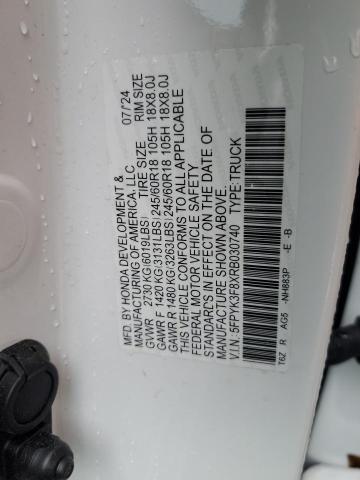 MFD. BY HONDA DEVELOPMENT & 07/24
MANUFACTURING OF AMERICA, LLC
GVWR 2730 KG(6019LBS) TIRE SIZE RIM SIZE
GAWR F 1420 KG(3131LBS) 245/60R18 105H 18X8.0J
GAWR R 1480 KG(3263LBS) 245/60R18 105H 18X8.0J
THIS VEHICLE CONFORMS TO ALL APPLICABLE
FEDERAL MOTOR VEHICLE SAFETY
STANDARDS IN EFFECT ON THE DATE OF
MANUFACTURE SHOWN ABOVE.
V.I.N. 5FPYK3F8XRB030740 TYPE:TRUCK
T6Z R AG5 -NH883P -E -B